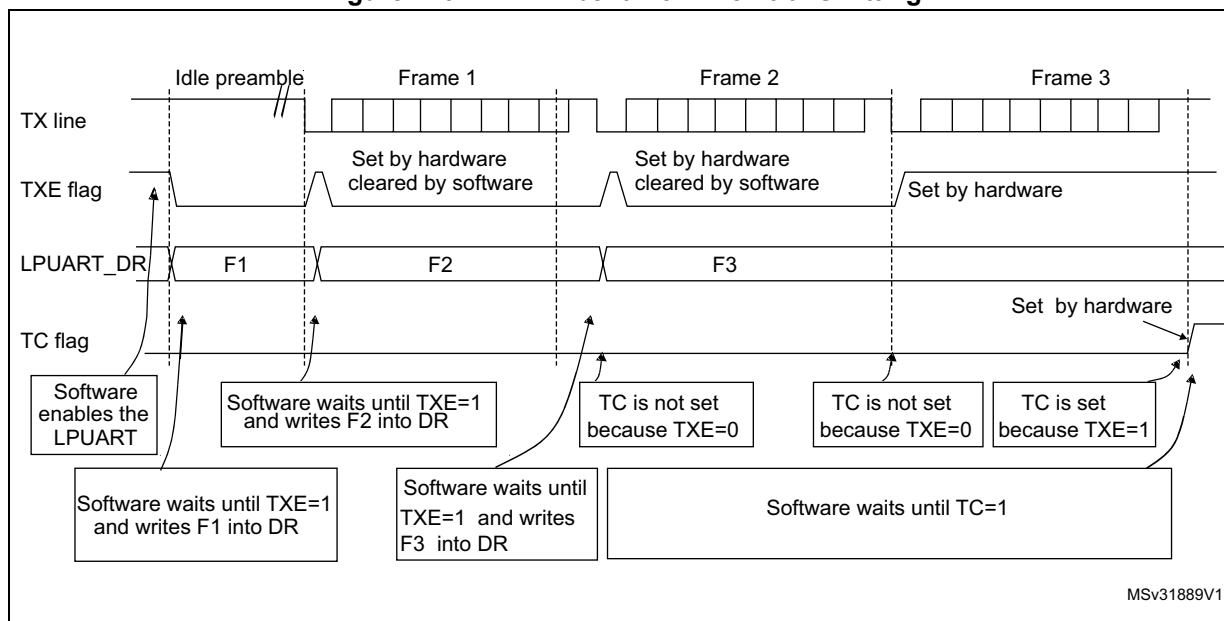 Idle preamble
Frame 1
Frame 2
Frame 3
TX line
TXE flag
Set by hardware
cleared by software
Set by hardware
cleared by software
Set by hardware
LPUART_DR
F1
F2
F3
TC flag
Set by hardware
Software
enables the
LPUART
Software waits until TXE=1
and writes F2 into DR
TC is not set
because TXE=0
TC is not set
because TXE=0
TC is set
because TXE=1
Software waits until TXE=1
and writes F1 into DR
Software waits until
TXE=1 and writes
F3 into DR
Software waits until TC=1
MSv31889V1